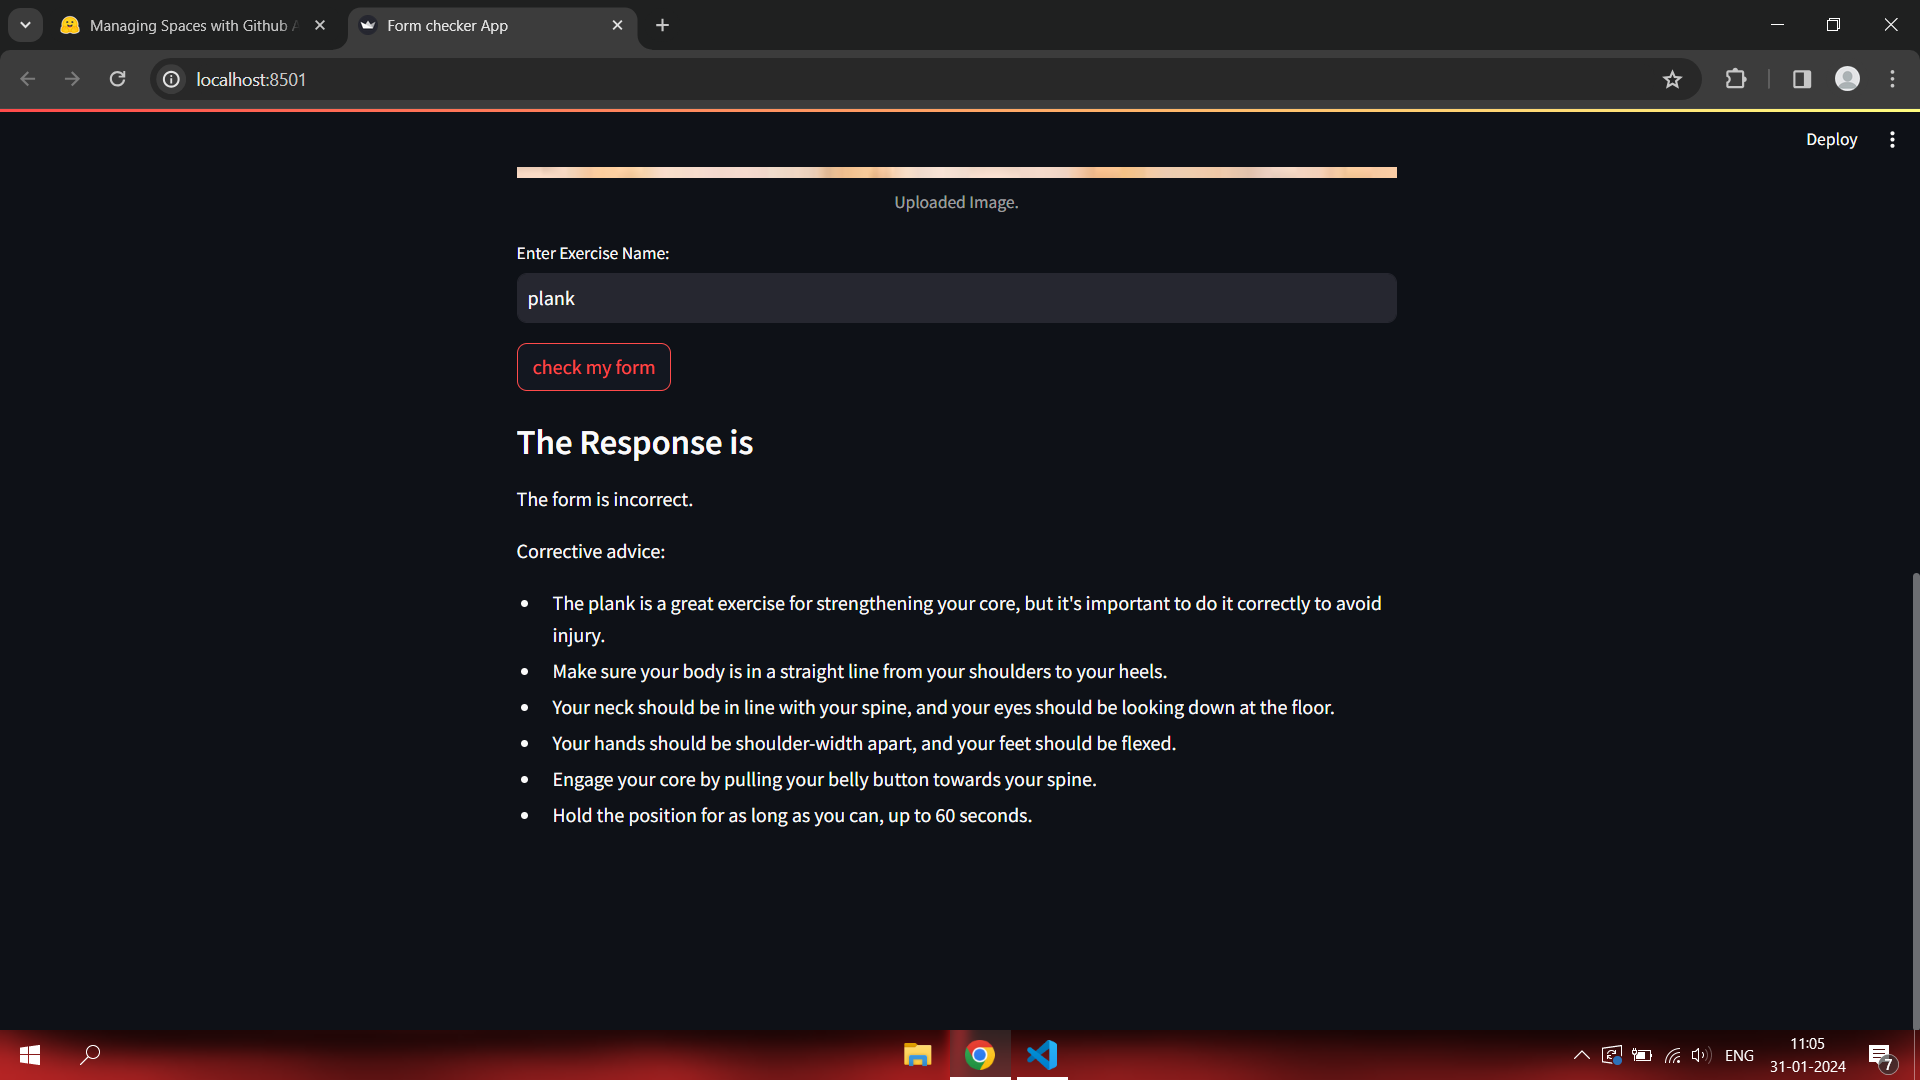 Managing Spaces with Github A
Form checker App
localhost:8501
Deploy
Uploaded Image.
Enter Exercise Name:
plank
check my form
The Response is
The form is incorrect.
Corrective advice:
• The plank is a great exercise for strengthening your core, but it's important to do it correctly to avoid
injury.
• Make sure your body is in a straight line from your shoulders to your heels.
• Your neck should be in line with your spine, and your eyes should be looking down at the floor.
• Your hands should be shoulder-width apart, and your feet should be flexed.
• Engage your core by pulling your belly button towards your spine.
• Hold the position for as long as you can, up to 60 seconds.
ENG
11:05
31-01-2024
7